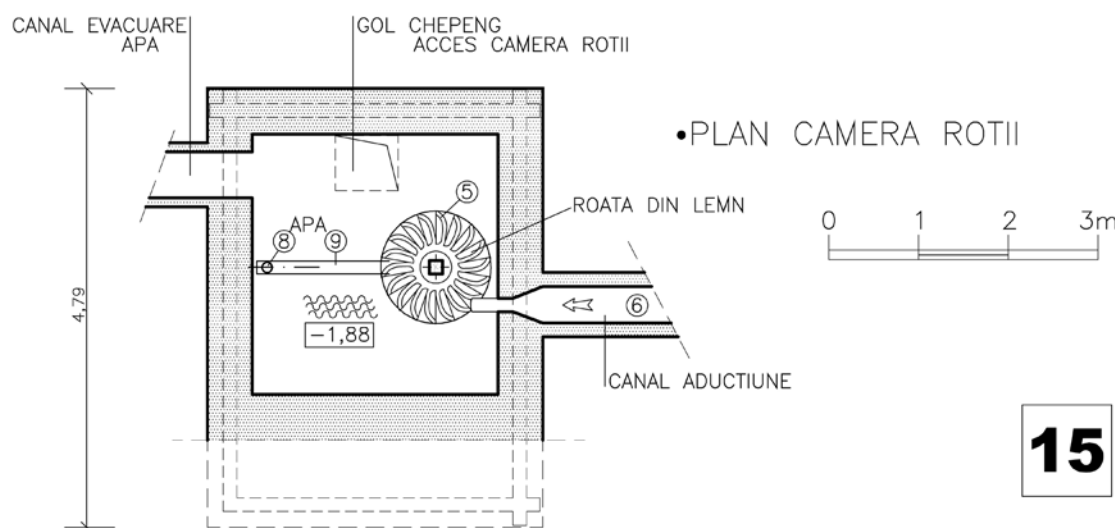 CANAL EVACUARE
APA
GOL CHEPENG
ACCES CAMERA ROTII
•PLAN CAMERA ROTII
5
ROATA DIN LEMN
0 1 2 3m
APA
8 9
6
4,79
-1,88
CANAL ADUCTIUNE
15